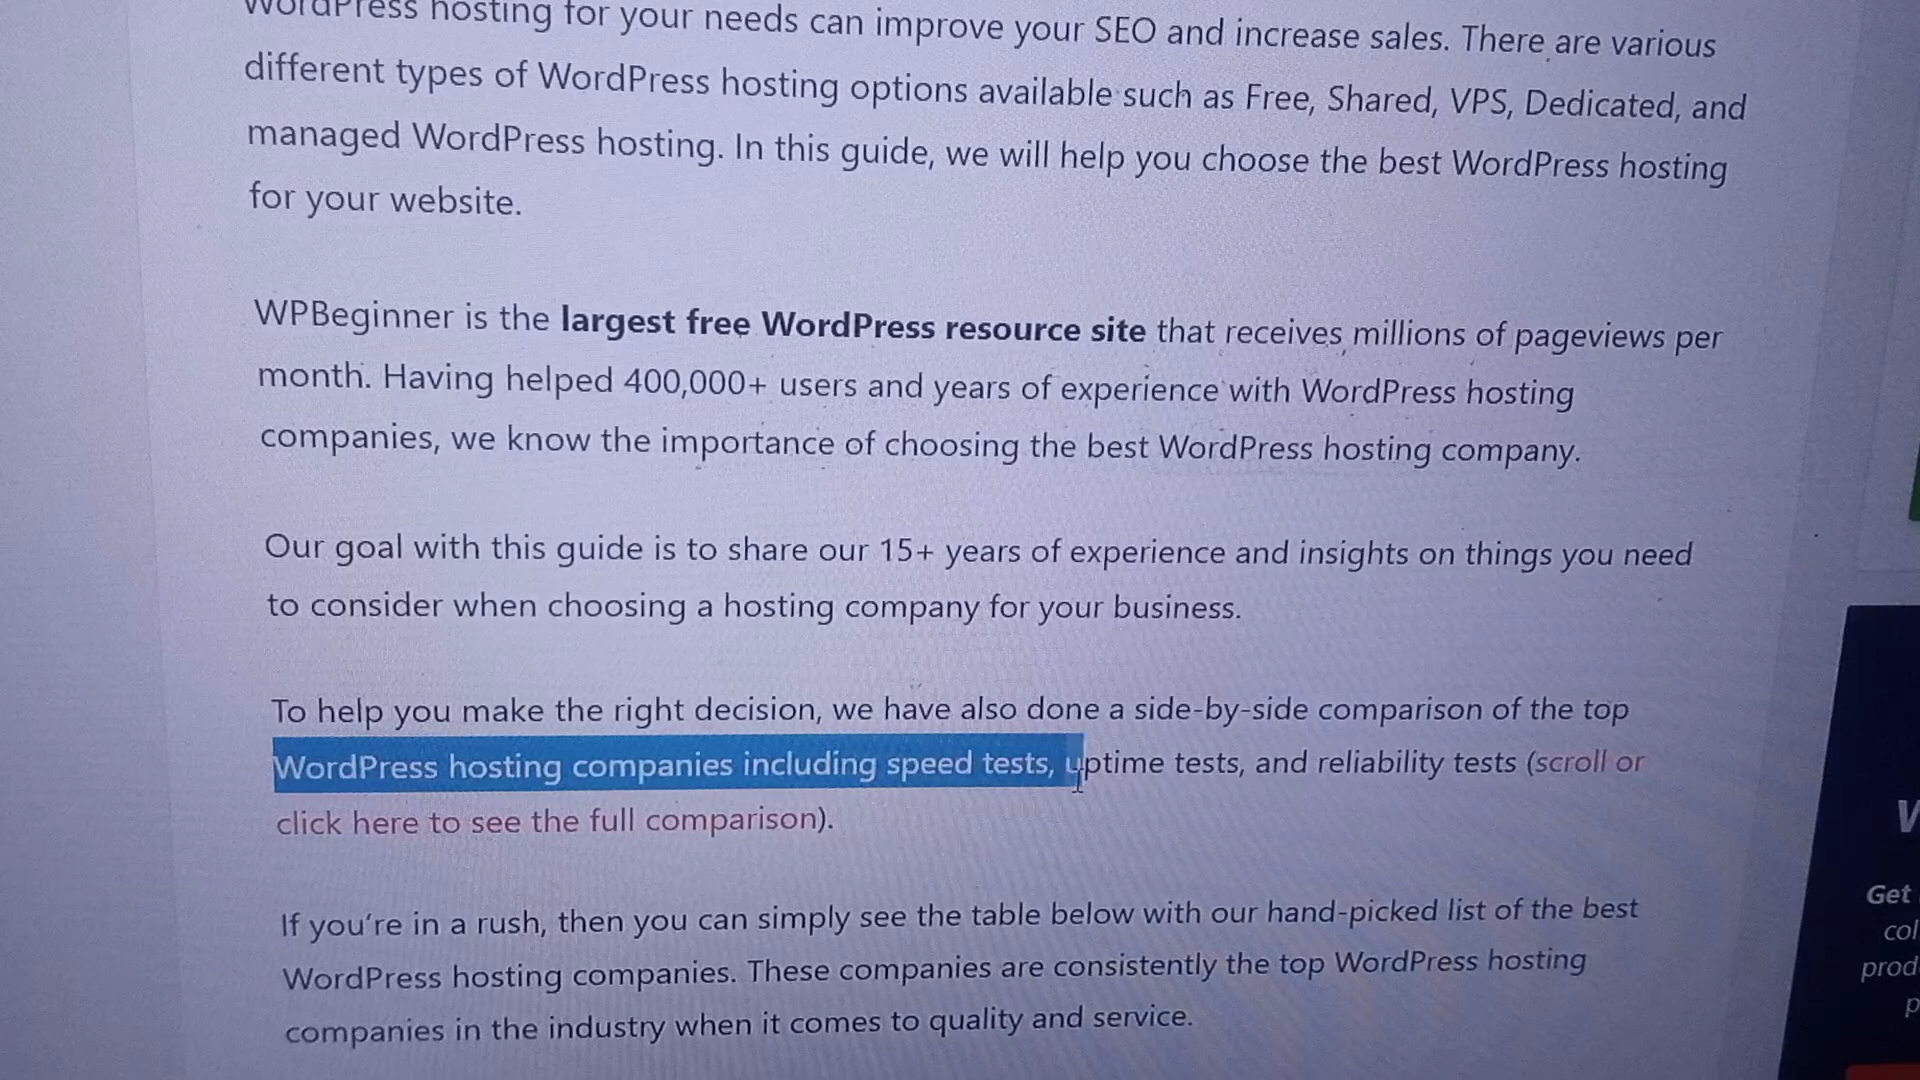 WordPress hosting for your needs can improve your SEO and increase sales. There are various
different types of WordPress hosting options available such as Free, Shared, VPS, Dedicated, and
managed WordPress hosting. In this guide, we will help you choose the best WordPress hosting
for your website.
WPBeginner is the largest free WordPress resource site that receives millions of pageviews per
month. Having helped 400,000+ users and years of experience with WordPress hosting
companies, we know the importance of choosing the best WordPress hosting company.
Our goal with this guide is to share our 15+ years of experience and insights on things you need
to consider when choosing a hosting company for your business.
To help you make the right decision, we have also done a side-by-side comparison of the top
WordPress hosting companies including speed tests, uptime tests, and reliability tests (scroll or
click here to see the full comparison).
If you're in a rush, then you can simply see the table below with our hand-picked list of the best
WordPress hosting companies. These companies are consistently the top WordPress hosting
companies in the industry when it comes to quality and service.
Get